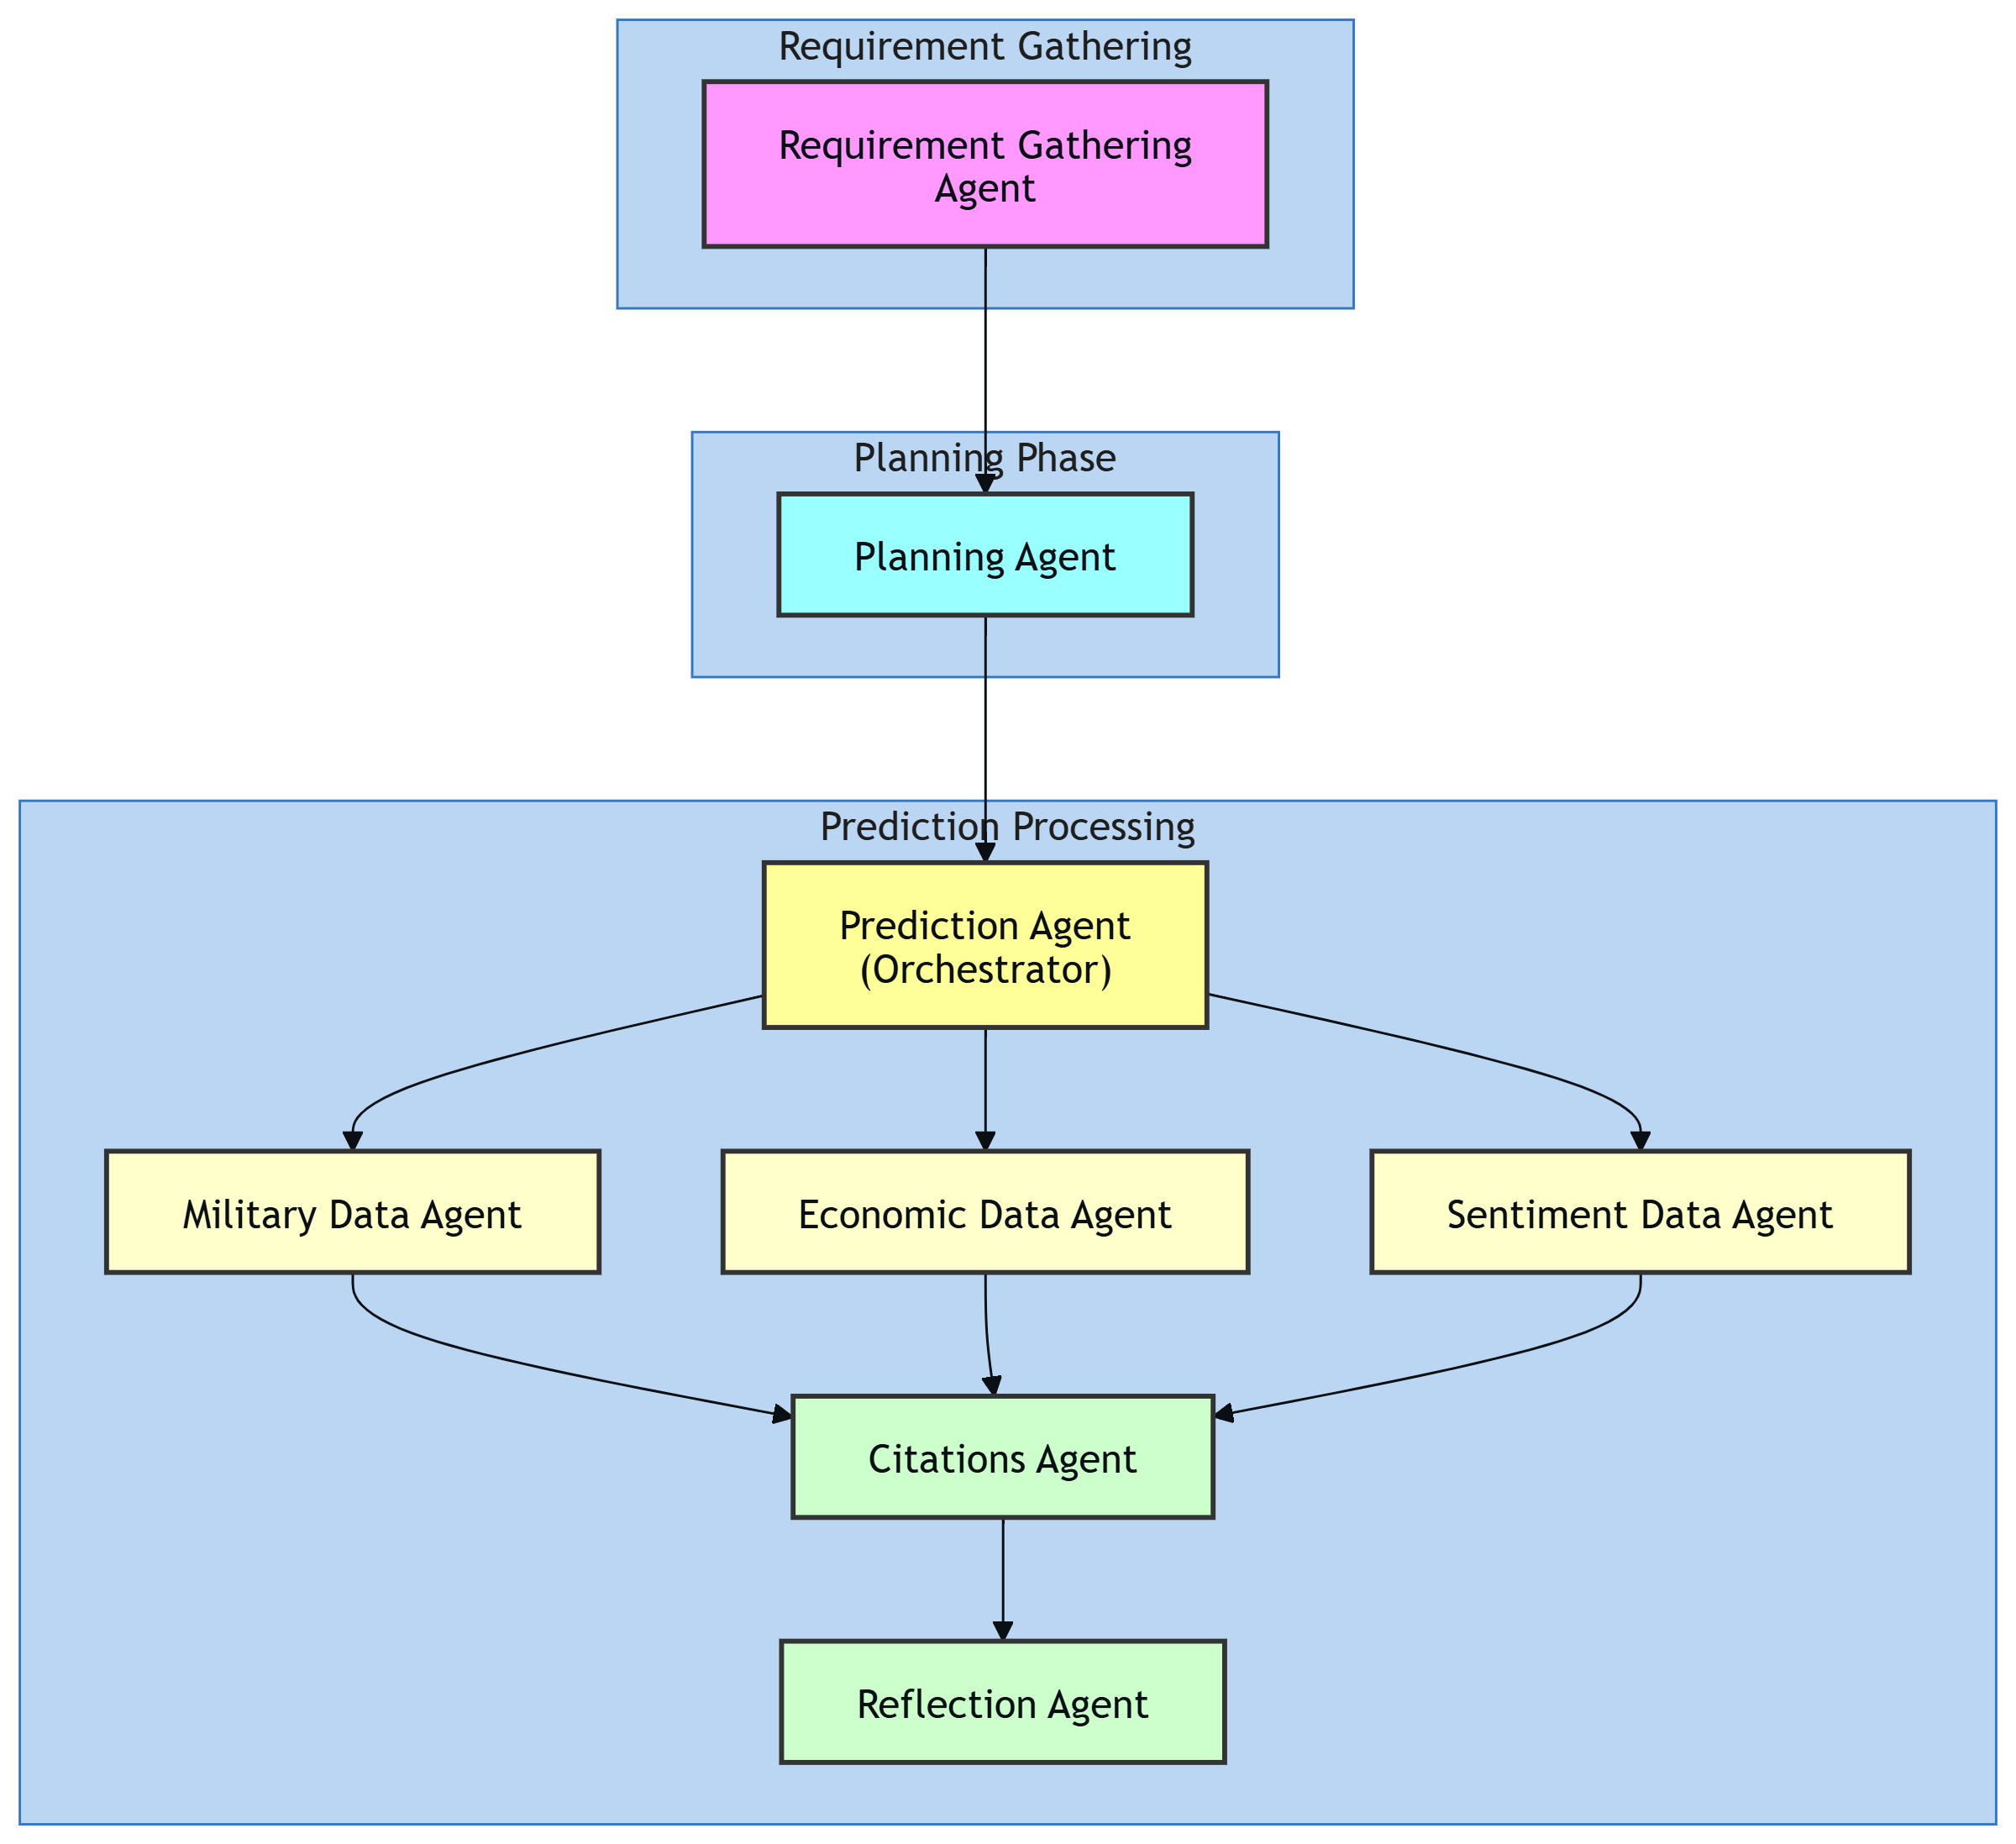 Requirement Gathering
Requirement Gathering
Agent
Planning Phase
Planning Agent
Prediction Processing
Prediction Agent
(Orchestrator)
Military Data Agent
Economic Data Agent
Sentiment Data Agent
Citations Agent
Reflection Agent